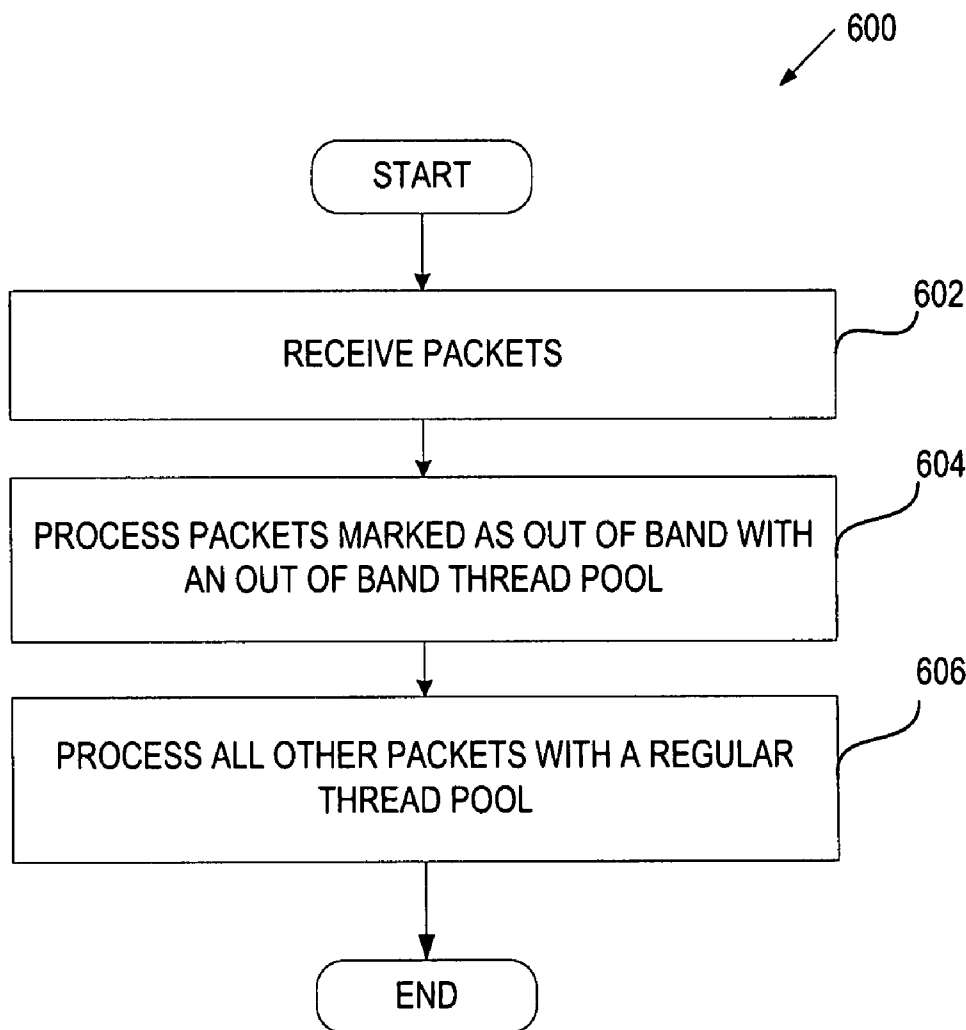 600
START
602
RECEIVE PACKETS
604
PROCESS PACKETS MARKED AS OUT OF BAND WITH
AN OUT OF BAND THREAD POOL
606
PROCESS ALL OTHER PACKETS WITH A REGULAR
THREAD POOL
END